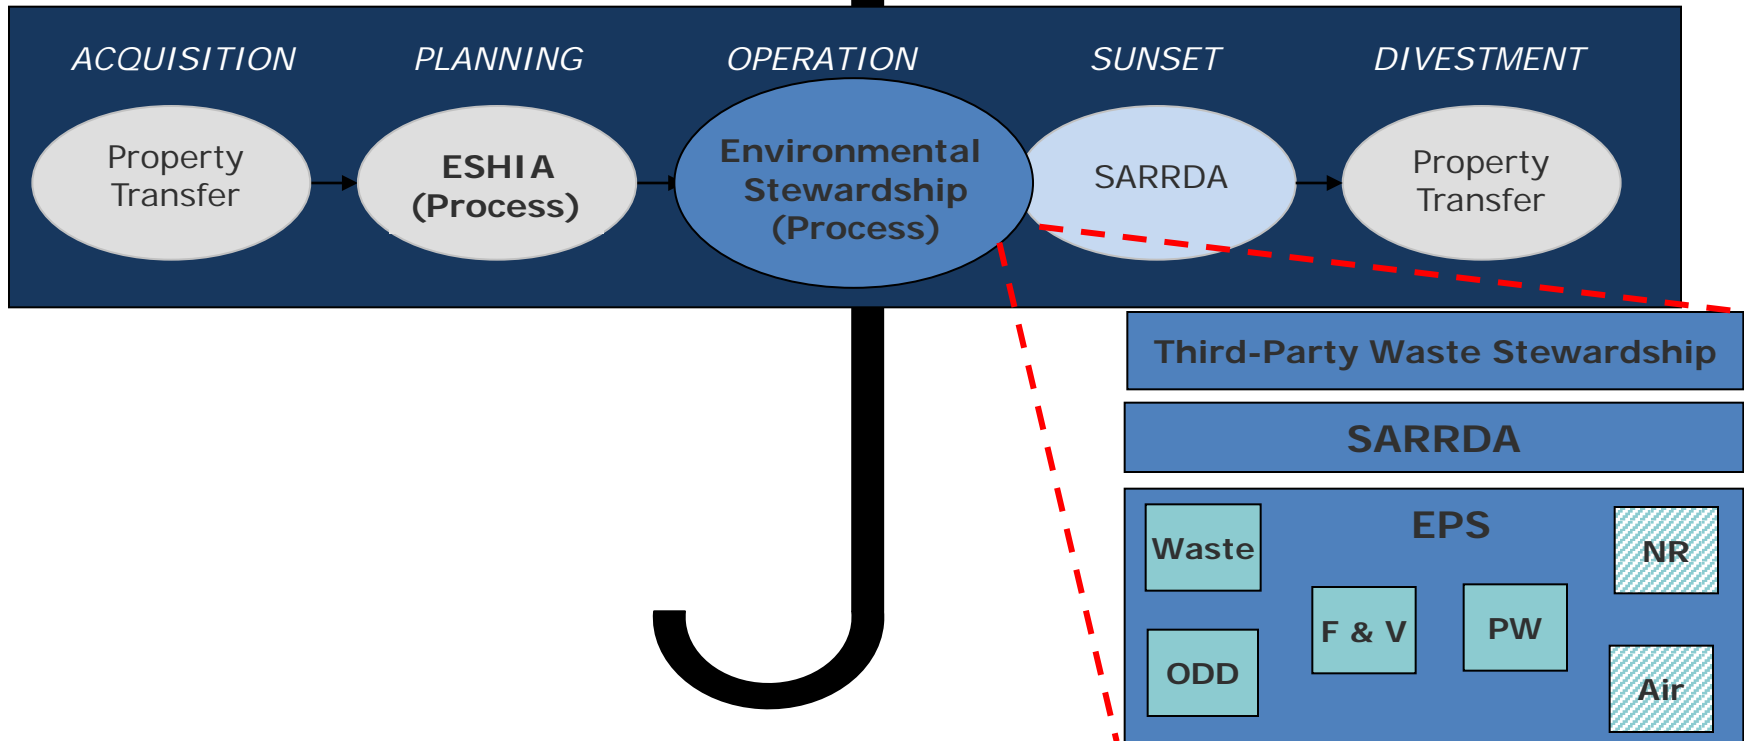 ACQUISITION
PLANNING
OPERATION
SUNSET
DIVESTMENT
Property
Transfer
ESHIA
(Process)
Environmental
Stewardship
(Process)
SARRDA
Property
Transfer
Third-Party Waste Stewardship
SARRDA
EPS
Waste
NR
F & V
PW
ODD
Air